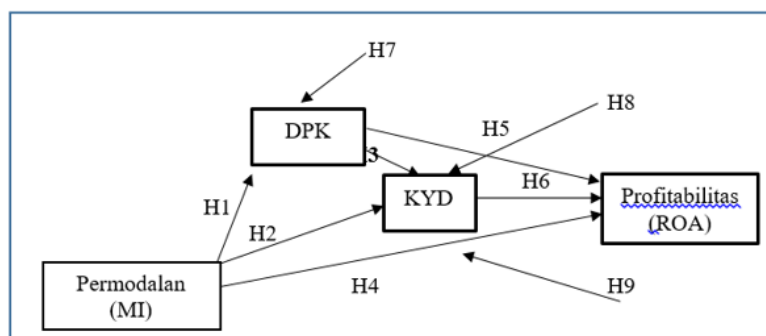 H7
H8
DPK
H5
3
KYD
H6
Profitabilitas
(ROA)
H1
H2
Permodalan
(MI)
H4
H9